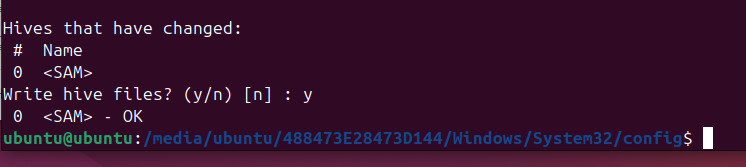 Hives that have changed:
 #  Name
 0  <SAM>
Write hive files? (y/n) [n] : y
 0  <SAM> - OK
ubuntu@ubuntu:/media/ubuntu/488473E28473D144/Windows/System32/config$